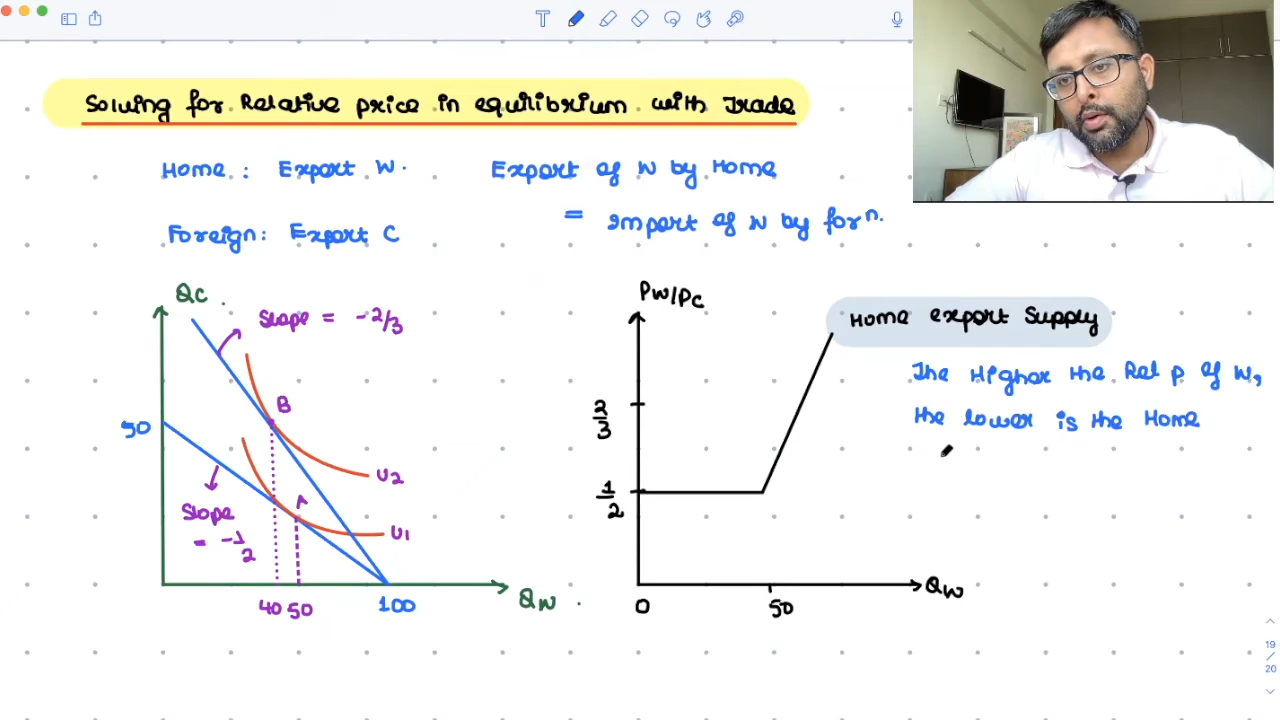 Solving for Relative price in equilibrium with Trade
Home : Export W.
Foreign: Export C
Export of W by Home
= Import of W by forⁿ.
QC
Slope = -2/3
B
50
A
U2
U1
Slope
= -1/2
40 50
100
QW
PW/PC
2/3
1/2
0
50
QW
Home export Supply
The Higher the Rel P of W,
the lower is the Home
19
/
20